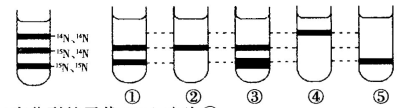 ¹⁴N、¹⁴N
¹⁵N、¹⁴N
¹⁵N、¹⁵N
① ② ③ ④ ⑤